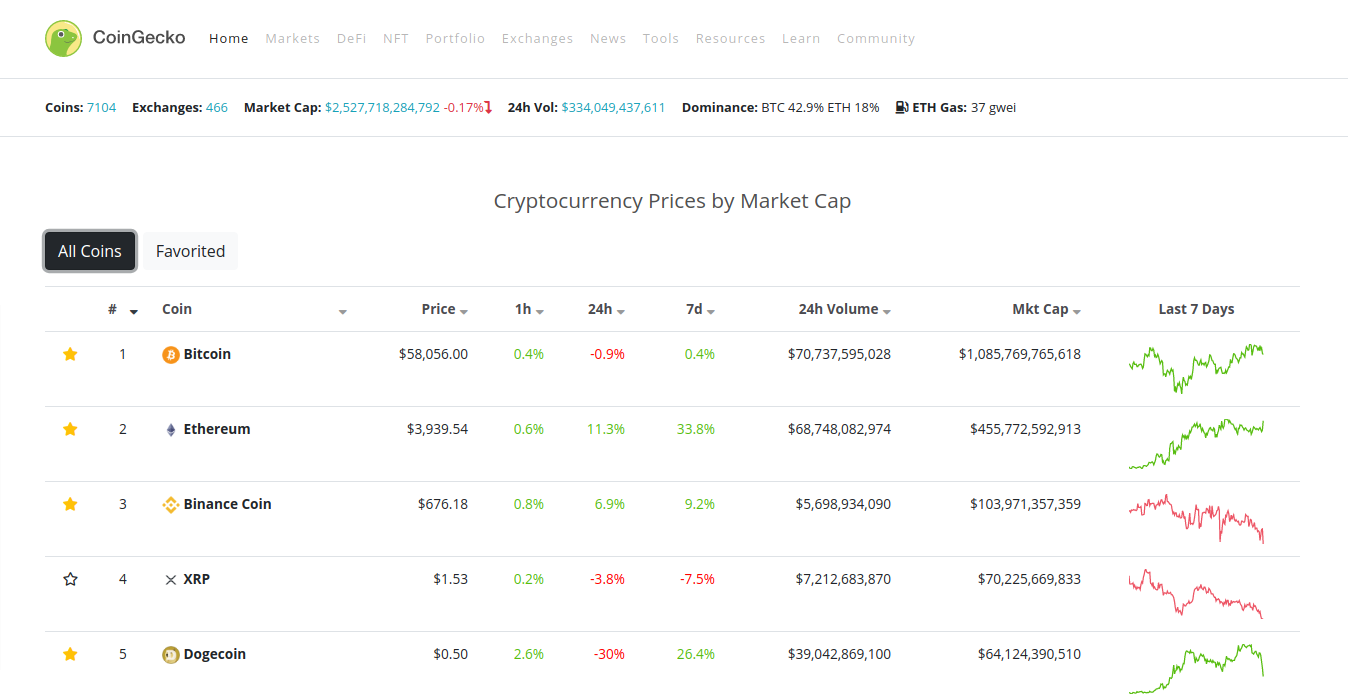 CoinGecko Home Markets DeFi NFT Portfolio Exchanges News Tools Resources Learn Community
Coins: 7104 Exchanges: 466 Market Cap: $2,527,718,284,792 -0.17% 24h Vol: $334,049,437,611 Dominance: BTC 42.9% ETH 18% ETH Gas: 37 gwei
Cryptocurrency Prices by Market Cap
All Coins Favorited
# Coin Price 1h 24h 7d 24h Volume Mkt Cap Last 7 Days
1 Bitcoin $58,056.00 0.4% -0.9% 0.4% $70,737,595,028 $1,085,769,765,618
2 Ethereum $3,939.54 0.6% 11.3% 33.8% $68,748,082,974 $455,772,592,913
3 Binance Coin $676.18 0.8% 6.9% 9.2% $5,698,934,090 $103,971,357,359
4 XRP $1.53 0.2% -3.8% -7.5% $7,212,683,870 $70,225,669,833
5 Dogecoin $0.50 2.6% -30% 26.4% $39,042,869,100 $64,124,390,510